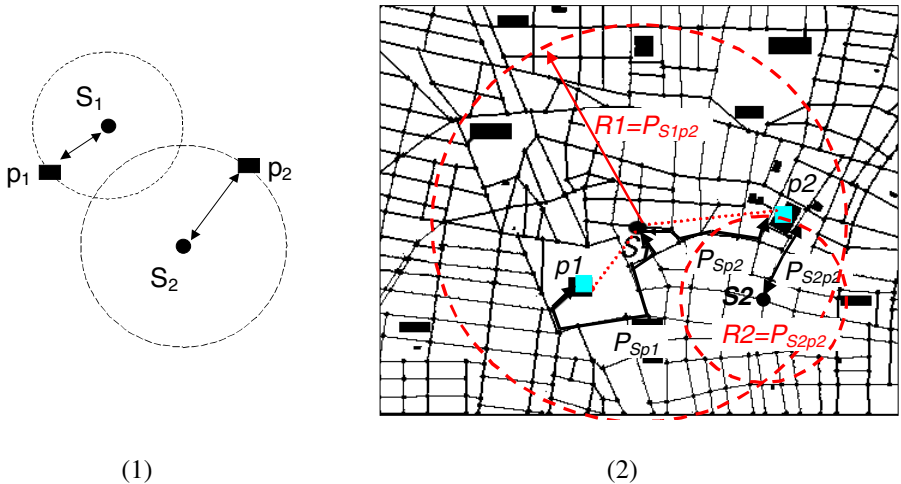 S1
p1
p2
S2
R1=PS1p2
p2
S
p1
PSp2
PS2p2
S2
R2=PS2p2
PSp1
(1)
(2)